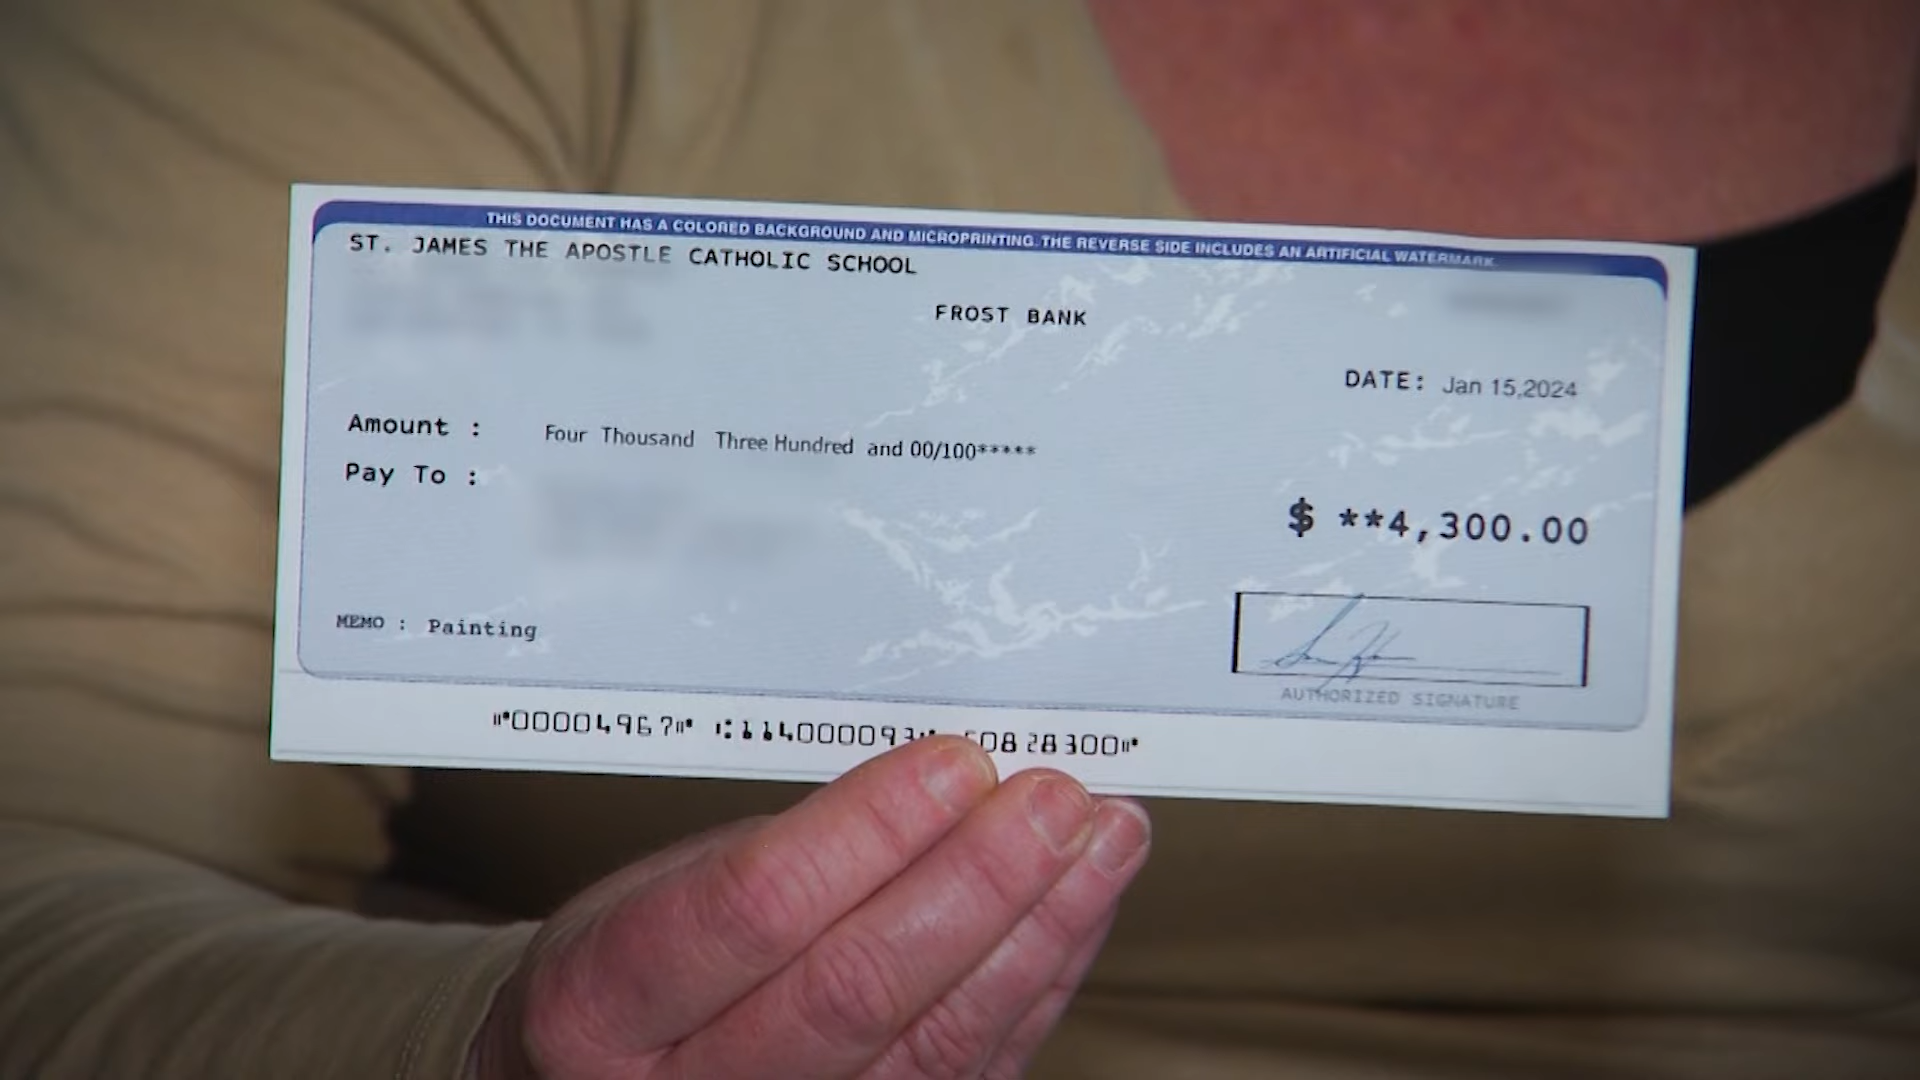 THIS DOCUMENT HAS A COLORED BACKGROUND AND MICROPRINTING. THE REVERSE SIDE INCLUDES AN ARTIFICIAL WATERMARK.
ST. JAMES THE APOSTLE CATHOLIC SCHOOL
FROST BANK
DATE: Jan 15,2024
Amount : Four Thousand Three Hundred and 00/100*****
Pay To :
$ **4,300.00
MEMO : Painting
AUTHORIZED SIGNATURE
⑈00004967⑈